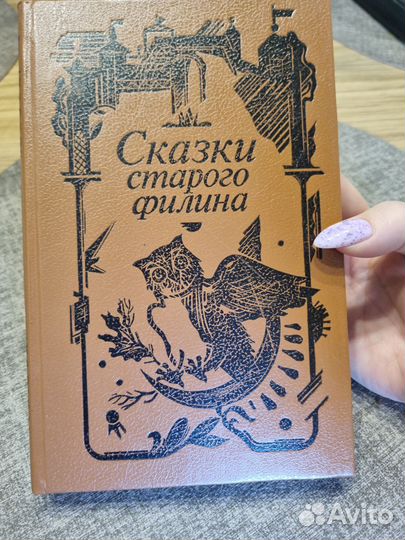 Сказки
старого
филина
Avito